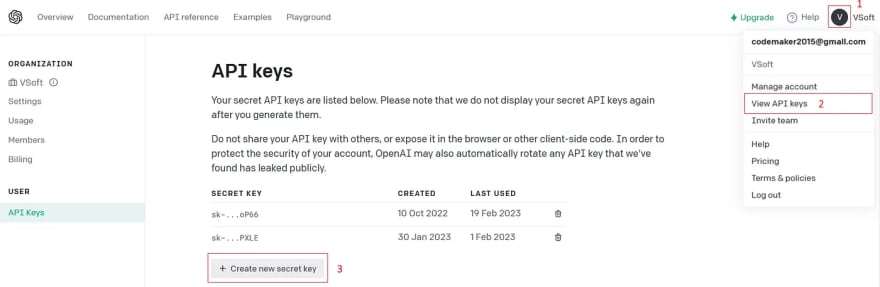 Overview Documentation API reference Examples Playground
Upgrade Help V VSoft
1
codemaker2015@gmail.com
VSoft
Manage account
View API keys 2
Invite team
Help
Pricing
Terms & policies
Log out
ORGANIZATION
VSoft
Settings
Usage
Members
Billing
USER
API Keys
API keys
Your secret API keys are listed below. Please note that we do not display your secret API keys again
after you generate them.
Do not share your API key with others, or expose it in the browser or other client-side code. In order to
protect the security of your account, OpenAI may also automatically rotate any API key that we've
found has leaked publicly.
SECRET KEY CREATED LAST USED
sk-...oP66 10 Oct 2022 19 Feb 2023
sk-...PXLE 30 Jan 2023 1 Feb 2023
+ Create new secret key 3